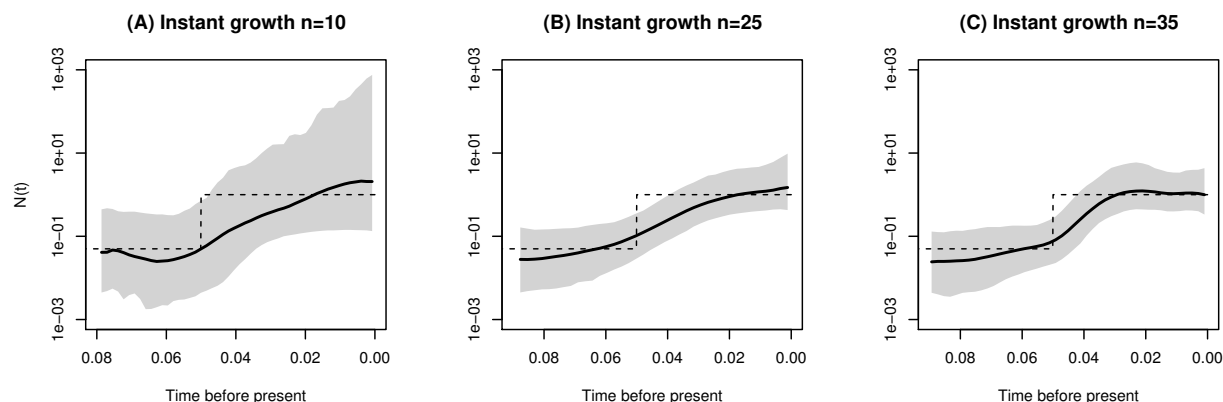 (A) Instant growth n=10
(B) Instant growth n=25
(C) Instant growth n=35
N(t)
1e+03
1e+01
1e-01
1e-03
0.08 0.06 0.04 0.02 0.00
Time before present
1e+03
1e+01
1e-01
1e-03
0.08 0.06 0.04 0.02 0.00
Time before present
1e+03
1e+01
1e-01
1e-03
0.08 0.06 0.04 0.02 0.00
Time before present